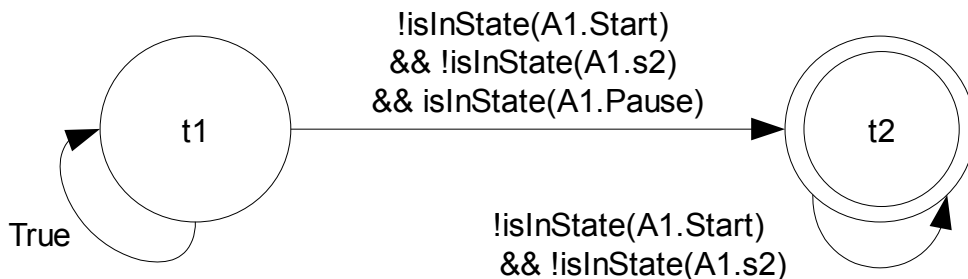 !isInState(A1.Start)
&& !isInState(A1.s2)
&& isInState(A1.Pause)
t1
t2
True
!isInState(A1.Start)
&& !isInState(A1.s2)